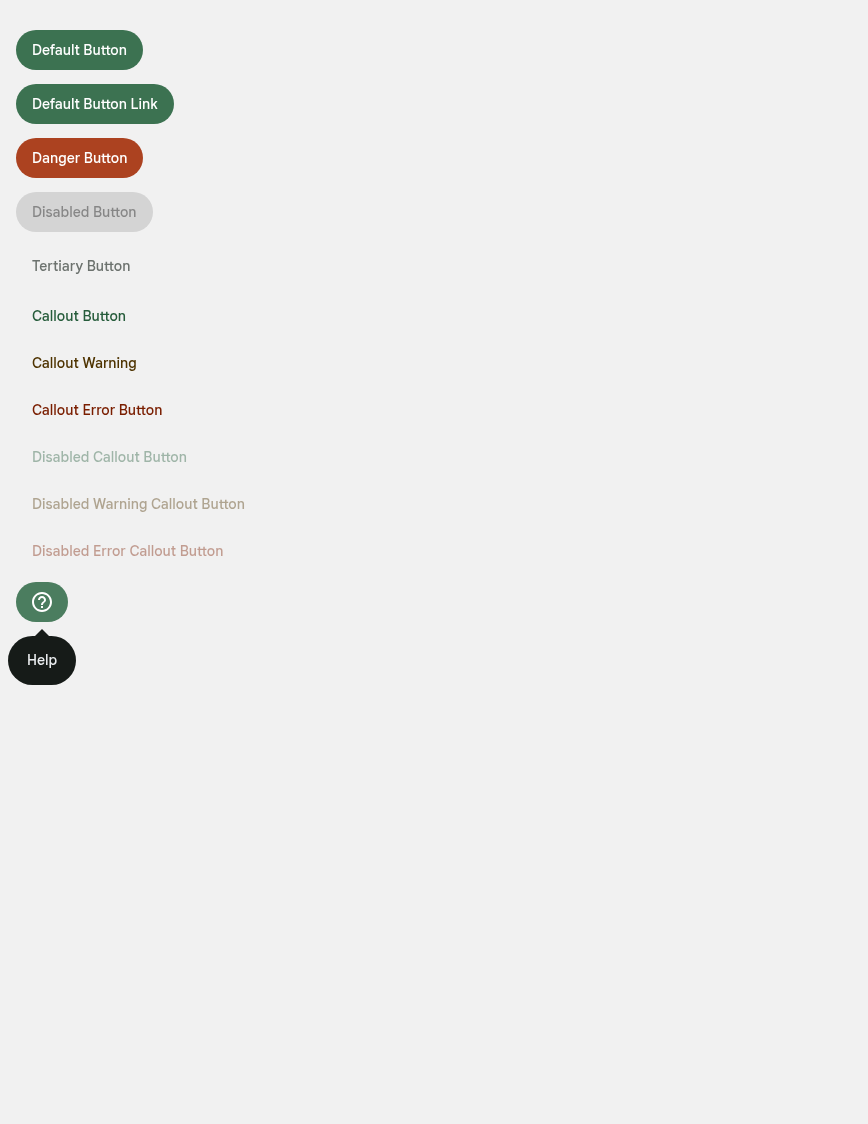 Default Button
Default Button Link
Danger Button
Disabled Button
Tertiary Button
Callout Button
Callout Warning
Callout Error Button
Disabled Callout Button
Disabled Warning Callout Button
Disabled Error Callout Button
Help